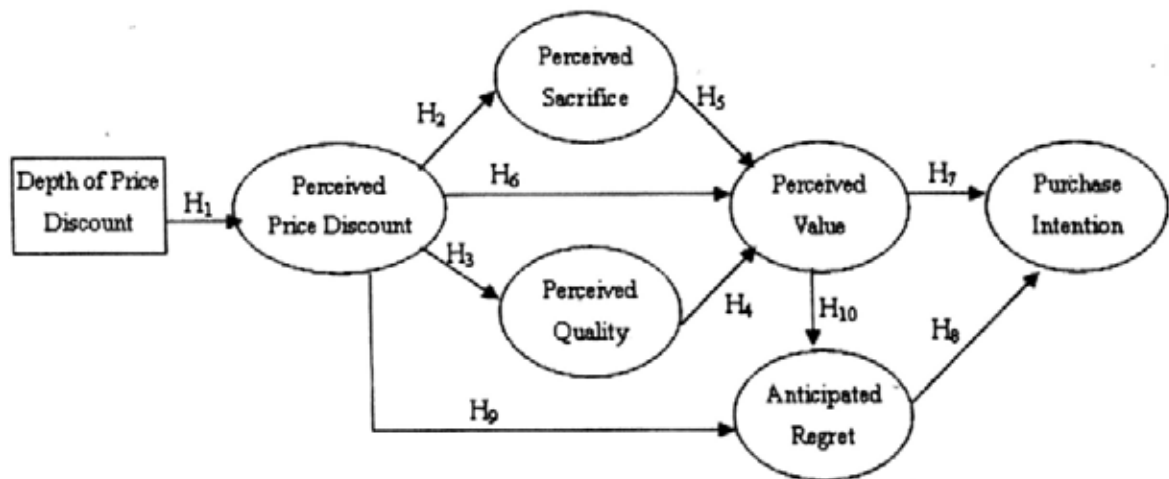 Perceived
Sacrifice
H₂
H₅
Depth of Price
Discount
H₁
Perceived
Price Discount
H₆
Perceived
Value
H₇
Purchase
Intention
H₃
Perceived
Quality
H₄
H₁₀
H₈
H₉
Anticipated
Regret